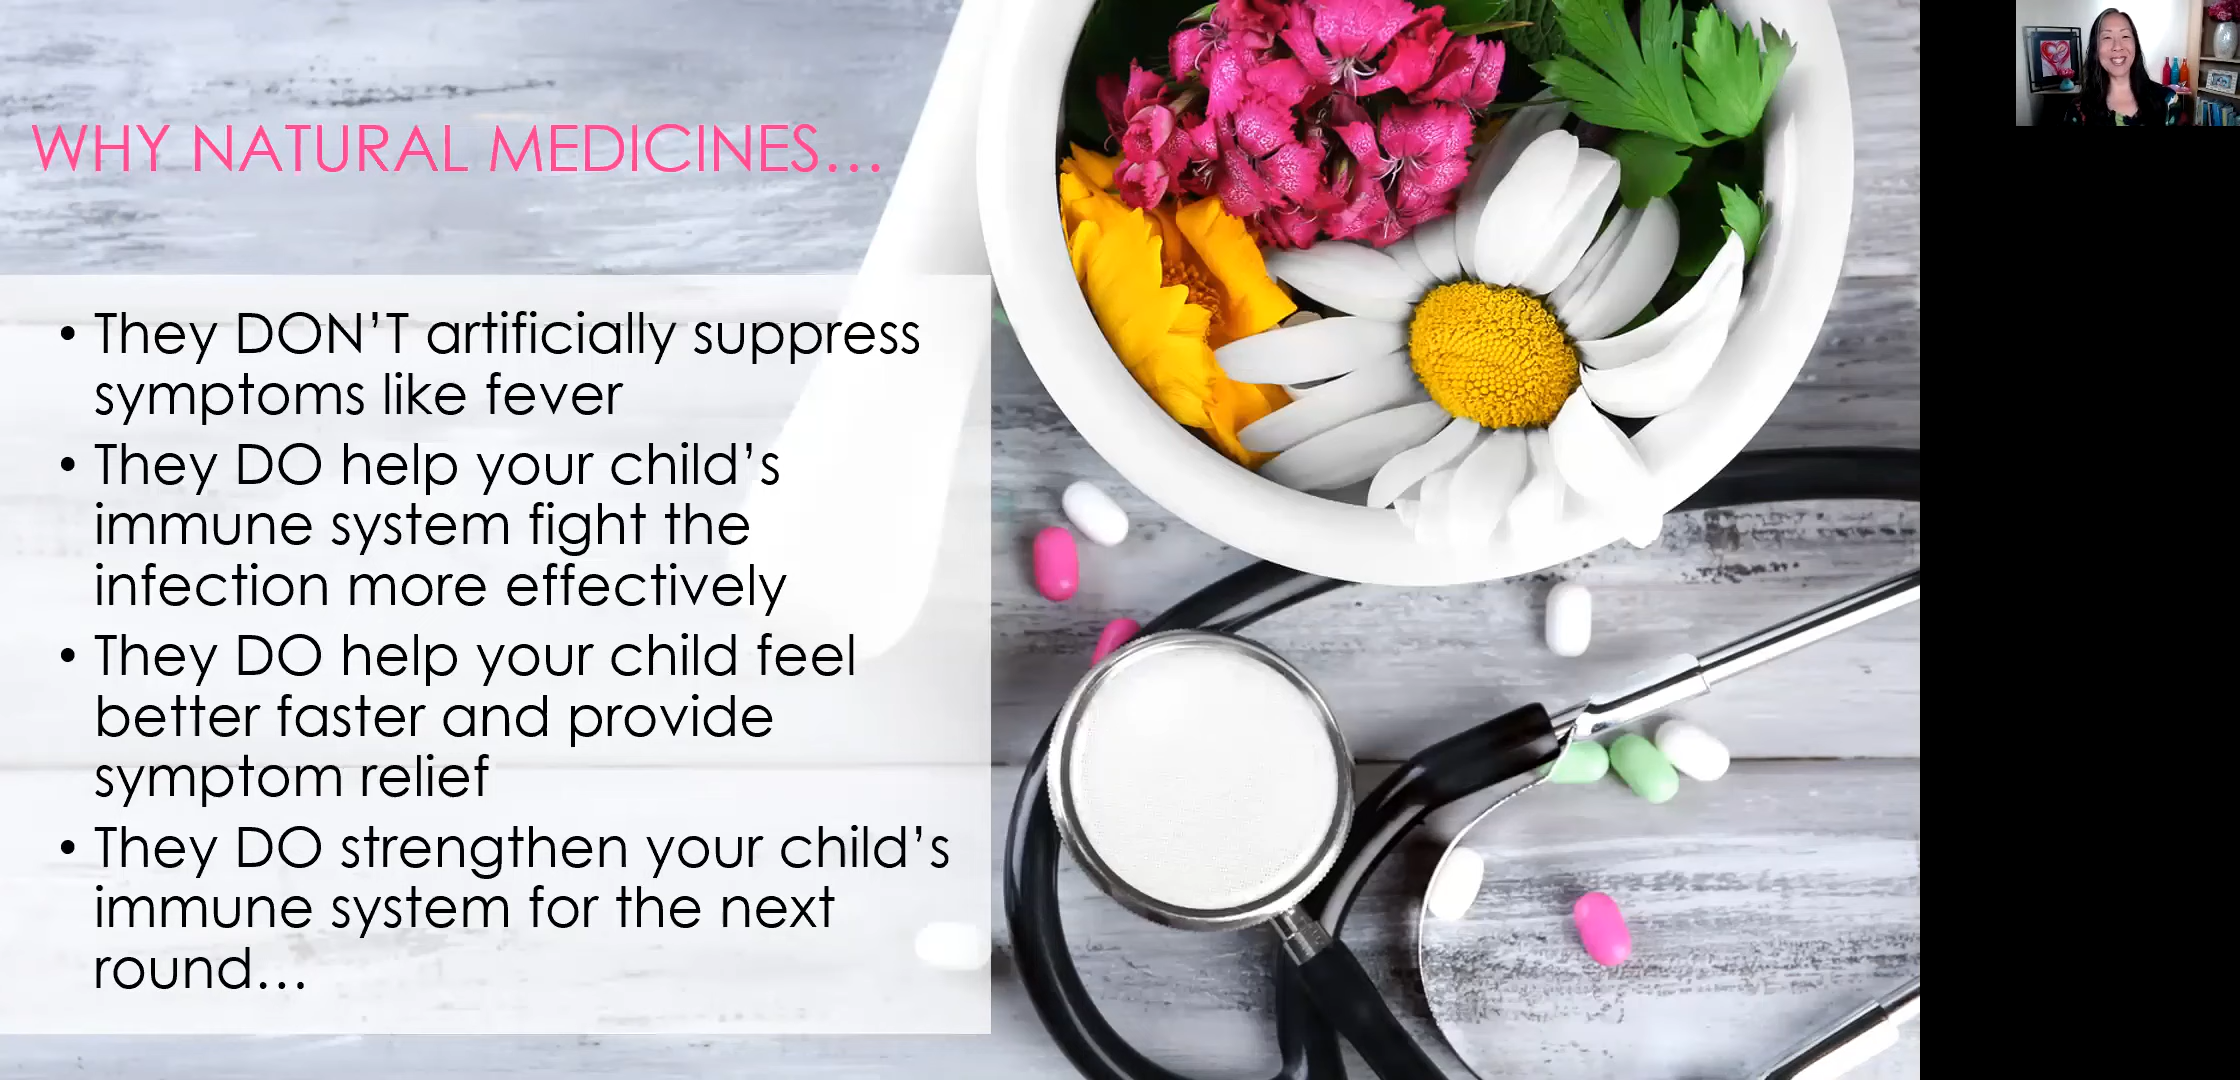 WHY NATURAL MEDICINES…
• They DON’T artificially suppress
symptoms like fever
• They DO help your child’s
immune system fight the
infection more effectively
• They DO help your child feel
better faster and provide
symptom relief
• They DO strengthen your child’s
immune system for the next
round…